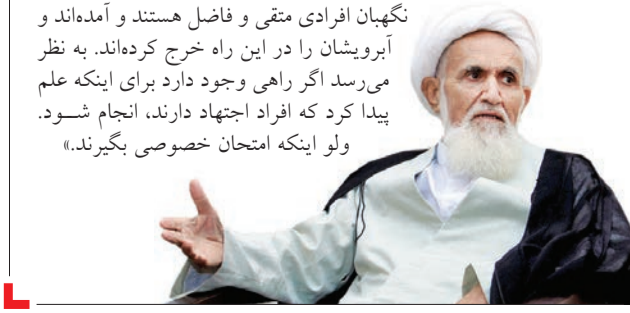 نگهبان افرادی متقی و فاضل هستند و آمده‌اند و
آبرویشان را در این راه خرج کرده‌اند. به نظر
می‌رسد اگر راهی وجود دارد برای اینکه علم
پیدا کرد که افراد اجتهاد دارند، انجام شـود.
ولو اینکه امتحان خصوصی بگیرند.»